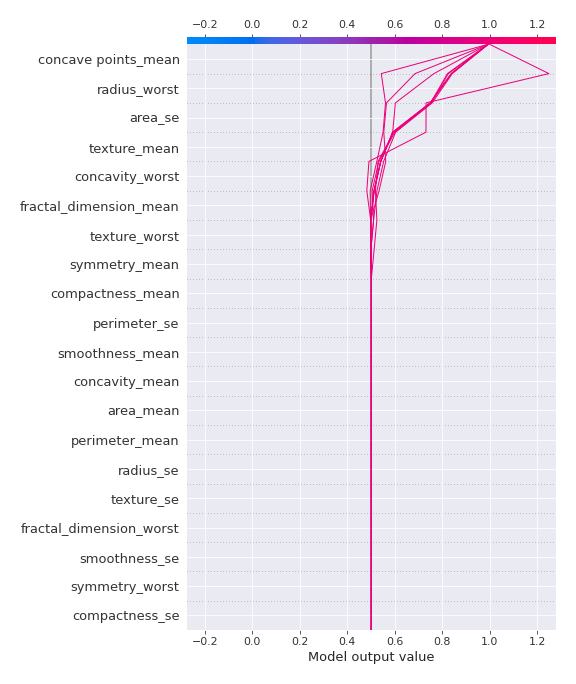 −0.2 0.0 0.2 0.4 0.6 0.8 1.0 1.2
concave points_mean
radius_worst
area_se
texture_mean
concavity_worst
fractal_dimension_mean
texture_worst
symmetry_mean
compactness_mean
perimeter_se
smoothness_mean
concavity_mean
area_mean
perimeter_mean
radius_se
texture_se
fractal_dimension_worst
smoothness_se
symmetry_worst
compactness_se
−0.2 0.0 0.2 0.4 0.6 0.8 1.0 1.2
Model output value